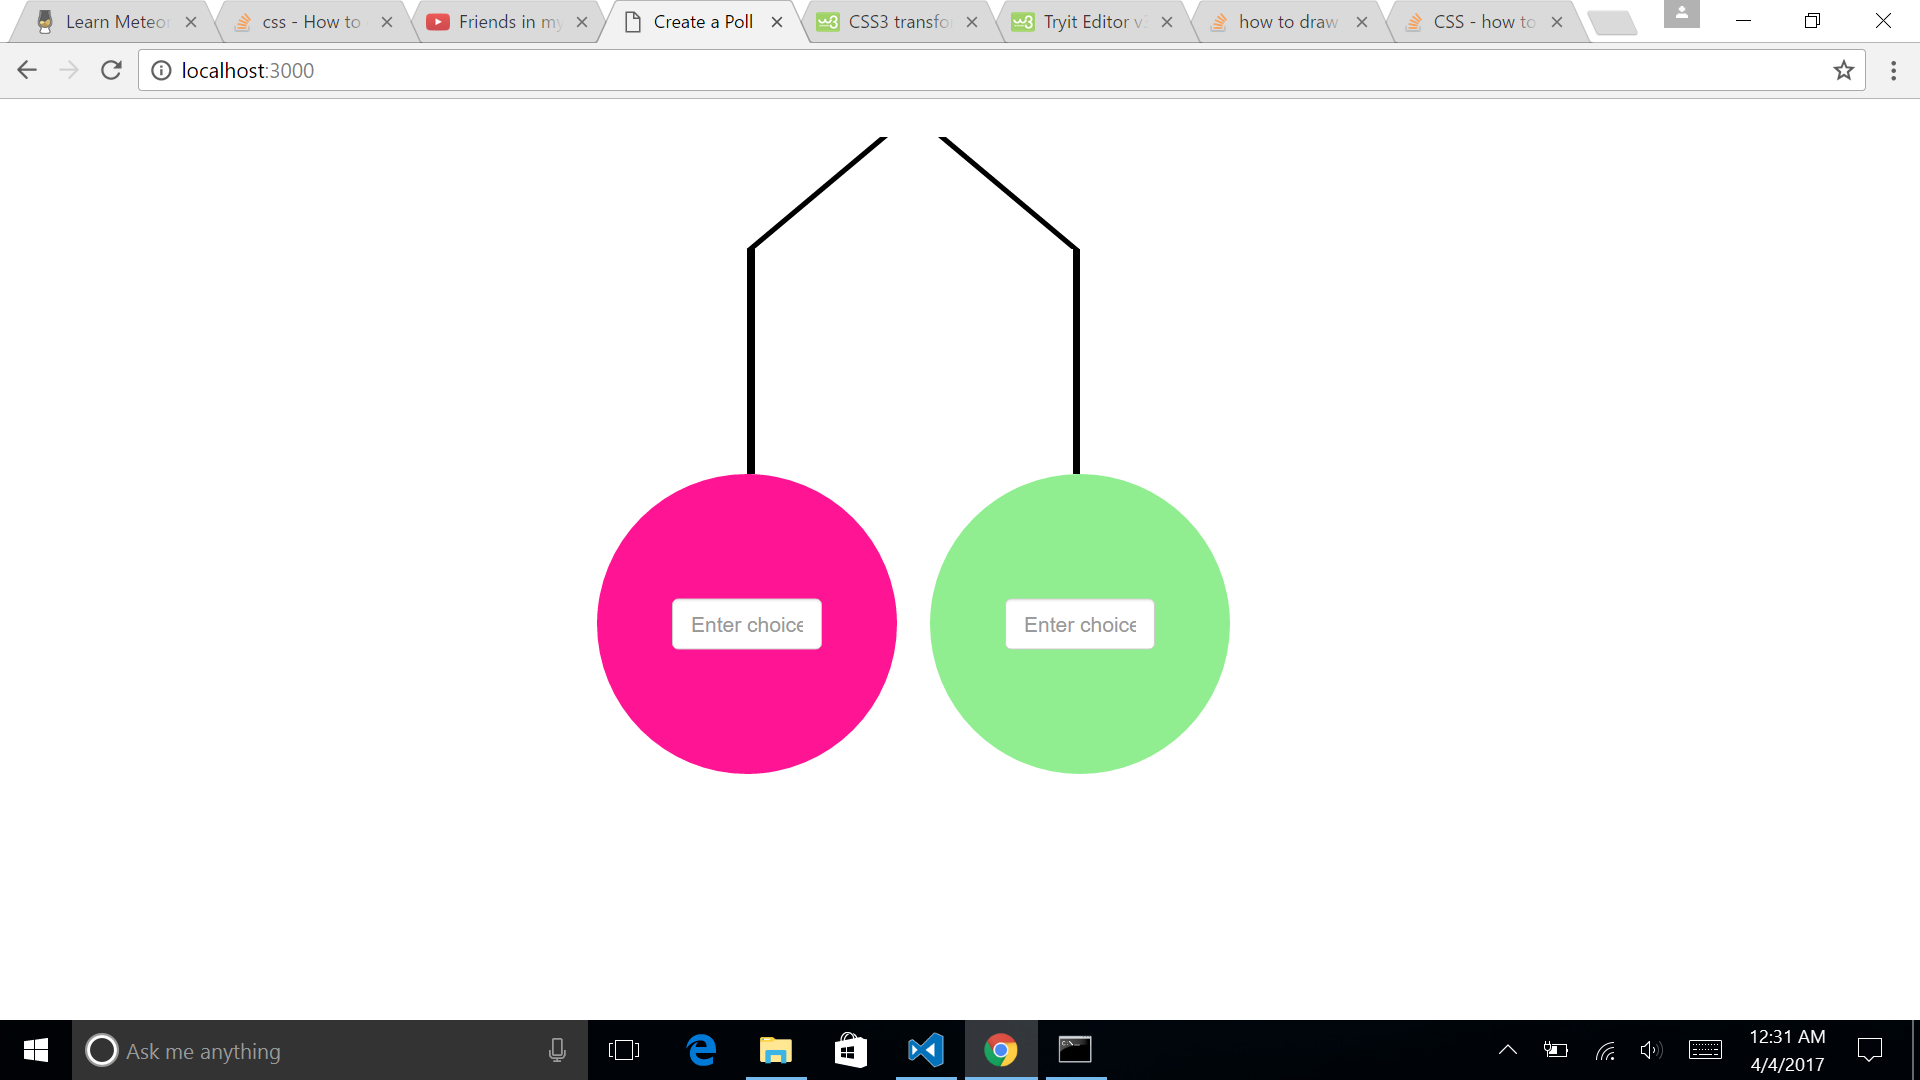 Learn Meteor
css - How to
Friends in my
Create a Poll
CSS3 transfo
Tryit Editor v3
how to draw
CSS - how to
localhost:3000
Enter choice
Enter choice
Ask me anything
12:31 AM
4/4/2017